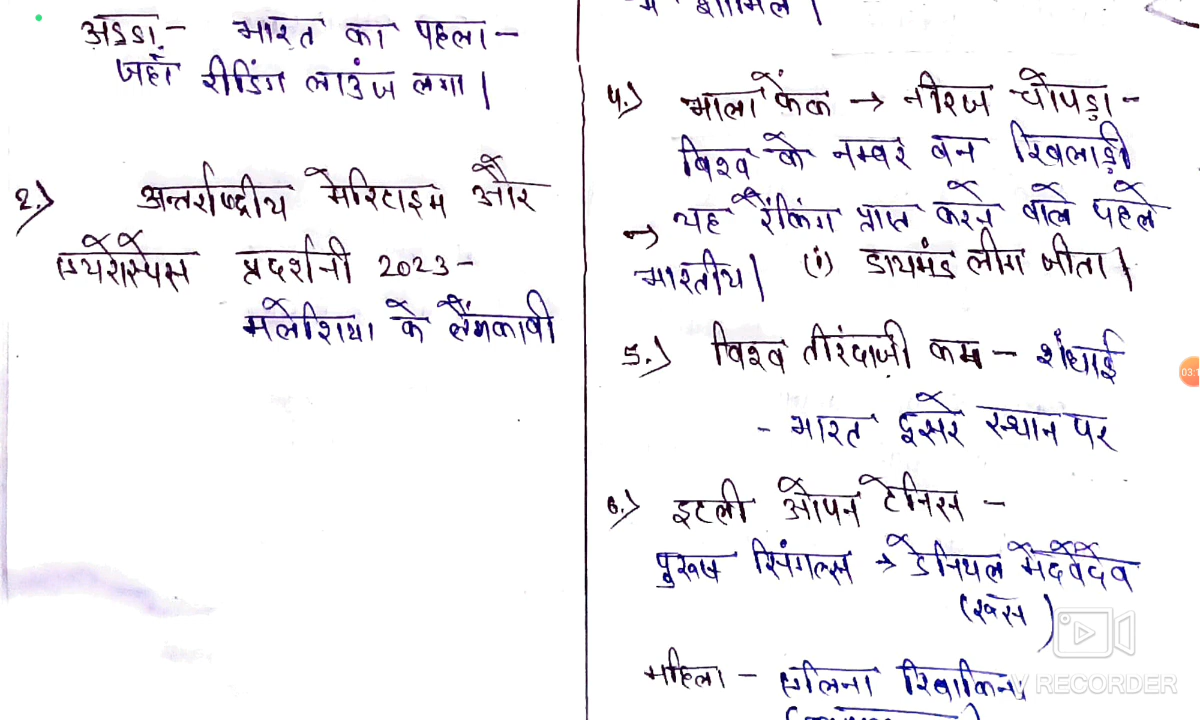 अड्डा - भारत का पहला -
जहाँ रीडिंग लाउंज लगा।
2.) अन्तर्राष्ट्रीय मेरिटाइम और
एयरोस्पेस प्रदर्शनी 2023 -
मलेशिया के लैंगकावी
में शामिल।
4.) भाला फेंक → नीरज चोपड़ा -
विश्व के नम्बर वन खिलाड़ी
→ यह रैंकिंग प्राप्त करने वाले पहले
भारतीय। (i) डायमंड लीग जीता।
5.) विश्व तीरंदाजी कप - शंघाई
- भारत दूसरे स्थान पर
6.) इटली ओपन टेनिस -
पुरुष सिंगल्स → डेनियल मेदवेदेव
(रूस)
महिला - एलिना रिबाकिना
RECORDER
03:1